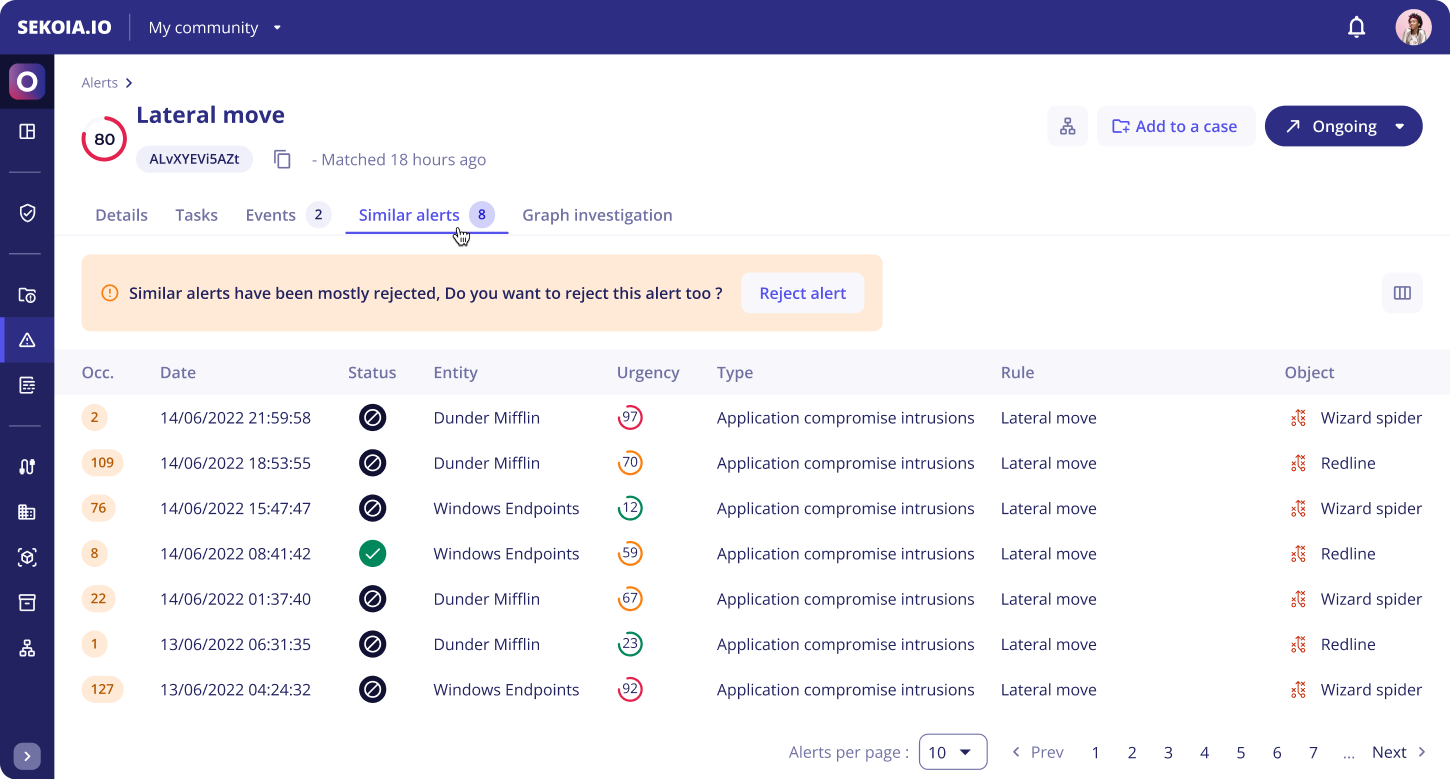 SEKOIA.IO My community
Alerts
Lateral move
80
ALvXYEVi5AZt - Matched 18 hours ago
Add to a case Ongoing
Details Tasks Events 2 Similar alerts 8 Graph investigation
Similar alerts have been mostly rejected, Do you want to reject this alert too ? Reject alert
Occ. Date Status Entity Urgency Type Rule Object
2 14/06/2022 21:59:58 Dunder Mifflin 97 Application compromise intrusions Lateral move Wizard spider
109 14/06/2022 18:53:55 Dunder Mifflin 70 Application compromise intrusions Lateral move Redline
76 14/06/2022 15:47:47 Windows Endpoints 12 Application compromise intrusions Lateral move Wizard spider
8 14/06/2022 08:41:42 Windows Endpoints 59 Application compromise intrusions Lateral move Redline
22 14/06/2022 01:37:40 Dunder Mifflin 67 Application compromise intrusions Lateral move Wizard spider
1 13/06/2022 06:31:35 Dunder Mifflin 23 Application compromise intrusions Lateral move Redline
127 13/06/2022 04:24:32 Windows Endpoints 92 Application compromise intrusions Lateral move Wizard spider
Alerts per page : 10 Prev 1 2 3 4 5 6 7 ... Next